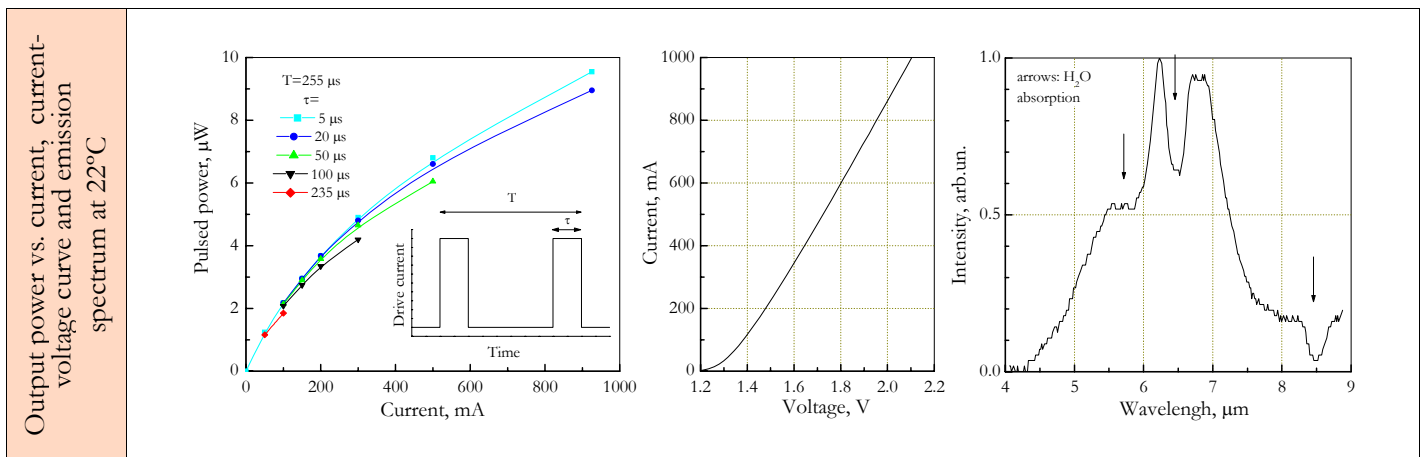 Output power vs. current, current-
voltage curve and emission
spectrum at 22°C
10
8
6
4
2
0
Pulsed power, µW
0
200
400
600
800
1000
Current, mA
T=255 µs
τ=
5 µs
20 µs
50 µs
100 µs
235 µs
T
τ
Drive current
Time
1000
800
600
400
200
0
Current, mA
1.2
1.4
1.6
1.8
2.0
2.2
Voltage, V
1.0
0.5
0.0
Intensity, arb.un.
arrows: H₂O
absorption
4
5
6
7
8
9
Wavelengh, µm